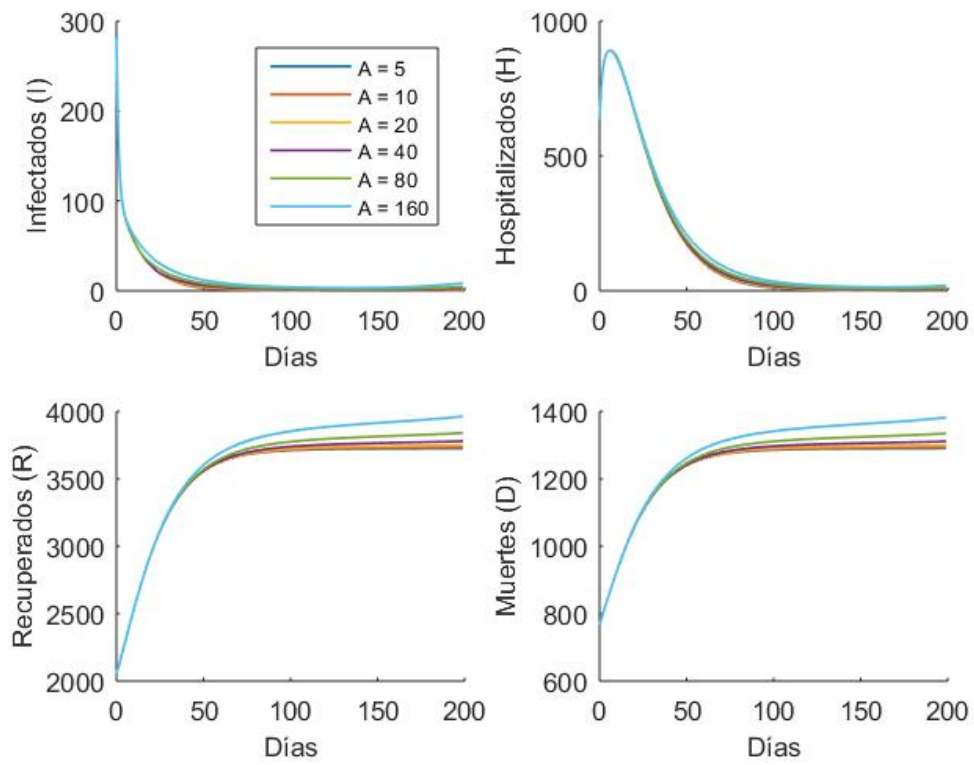 300
200
100
0
Infectados (I)
A = 5
A = 10
A = 20
A = 40
A = 80
A = 160
0 50 100 150 200
Días
1000
500
0
Hospitalizados (H)
0 50 100 150 200
Días
4000
3500
3000
2500
2000
Recuperados (R)
0 50 100 150 200
Días
1400
1200
1000
800
600
Muertes (D)
0 50 100 150 200
Días